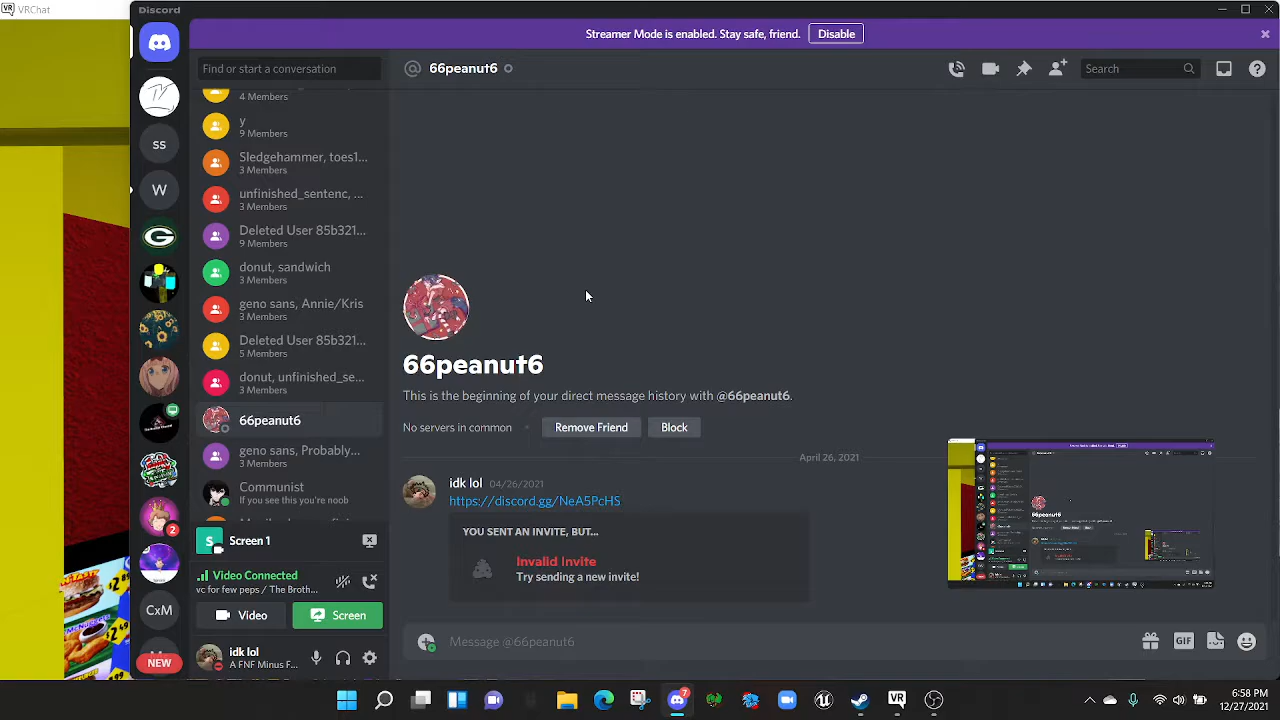 VRChat
Discord
Streamer Mode is enabled. Stay safe, friend.
Disable
Find or start a conversation
66peanut6
Search
4 Members
y
9 Members
Sledgehammer, toes1...
3 Members
unfinished_sentenc, ...
3 Members
Deleted User 85b321...
9 Members
donut, sandwich
3 Members
geno sans, Annie/Kris
3 Members
Deleted User 85b321...
5 Members
donut, unfinished_se...
3 Members
66peanut6
geno sans, Probably...
3 Members
Communist
If you see this you're noob
ss
W
G
2
CxM
NEW
S
Screen 1
Video Connected
vc for few peps / The Broth...
Video
Screen
idk lol
A FNF Minus F...
66peanut6
This is the beginning of your direct message history with @66peanut6.
No servers in common
Remove Friend
Block
April 26, 2021
idk lol 04/26/2021
https://discord.gg/NeA5PcHS
YOU SENT AN INVITE, BUT...
Invalid Invite
Try sending a new invite!
Message @66peanut6
GIF
7
VR
6:58 PM
12/27/2021